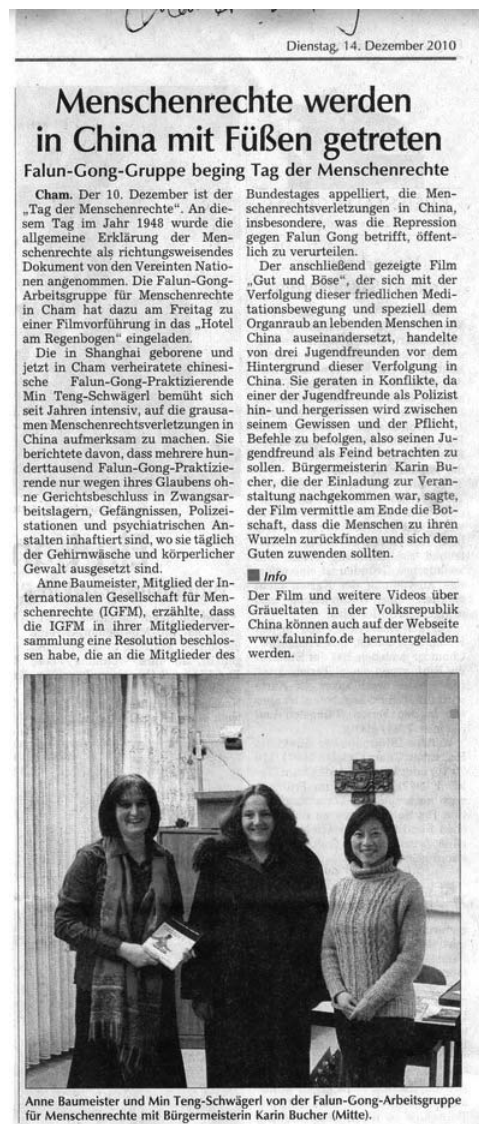 Dienstag, 14. Dezember 2010
Menschenrechte werden
in China mit Füßen getreten
Falun-Gong-Gruppe beging Tag der Menschenrechte
Cham. Der 10. Dezember ist der
„Tag der Menschenrechte“. An die-
sem Tag im Jahr 1948 wurde die
allgemeine Erklärung der Men-
schenrechte als richtungsweisendes
Dokument von den Vereinten Natio-
nen angenommen. Die Falun-Gong-
Arbeitsgruppe für Menschenrechte
in Cham hat dazu am Freitag zu
einer Filmvorführung in das „Hotel
am Regenbogen“ eingeladen.
Die in Shanghai geborene und
jetzt in Cham verheiratete chinesi-
sche Falun-Gong-Praktizierende
Min Teng-Schwägerl bemüht sich
seit Jahren intensiv, auf die grausa-
men Menschenrechtsverletzungen in
China aufmerksam zu machen. Sie
berichtete davon, dass mehrere hun-
derttausend Falun-Gong-Praktizie-
rende nur wegen ihres Glaubens oh-
ne Gerichtsbeschluss in Zwangsar-
beitslagern, Gefängnissen, Polizei-
stationen und psychiatrischen An-
stalten inhaftiert sind, wo sie täglich
der Gehirnwäsche und körperlicher
Gewalt ausgesetzt sind.
Anne Baumeister, Mitglied der In-
ternationalen Gesellschaft für Men-
schenrechte (IGFM), erzählte, dass
die IGFM in ihrer Mitgliederver-
sammlung eine Resolution beschlos-
sen habe, die an die Mitglieder des
Bundestages appelliert, die Men-
schenrechtsverletzungen in China,
insbesondere, was die Repression
gegen Falun Gong betrifft, öffent-
lich zu verurteilen.
Der anschließend gezeigte Film
„Gut und Böse“, der sich mit der
Verfolgung dieser friedlichen Medi-
tationsbewegung und speziell dem
Organraub an lebenden Menschen in
China auseinandersetzt, handelte
von drei Jugendfreunden vor dem
Hintergrund dieser Verfolgung in
China. Sie geraten in Konflikte, da
einer der Jugendfreunde als Polizist
hin- und hergerissen wird zwischen
seinem Gewissen und der Pflicht,
Befehle zu befolgen, also seinen Ju-
gendfreund als Feind betrachten zu
sollen. Bürgermeisterin Karin Bu-
cher, die der Einladung zur Veran-
staltung nachgekommen war, sagte,
der Film vermittle am Ende die Bot-
schaft, dass die Menschen zu ihren
Wurzeln zurückfinden und sich dem
Guten zuwenden sollten.
Info
Der Film und weitere Videos über
Gräueltaten in der Volksrepublik
China können auch auf der Webseite
www.faluninfo.de heruntergeladen
werden.
Anne Baumeister und Min Teng-Schwägerl von der Falun-Gong-Arbeitsgruppe
für Menschenrechte mit Bürgermeisterin Karin Bucher (Mitte).